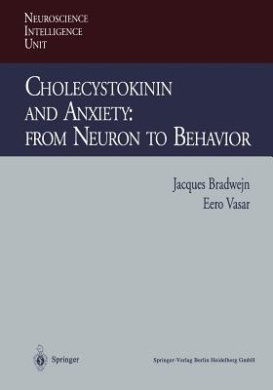 NEUROSCIENCE
INTELLIGENCE
UNIT
CHOLECYSTOKININ
AND ANXIETY:
FROM NEURON TO BEHAVIOR
Jacques Bradwejn
Eero Vasar
Springer
Springer-Verlag Berlin Heidelberg GmbH